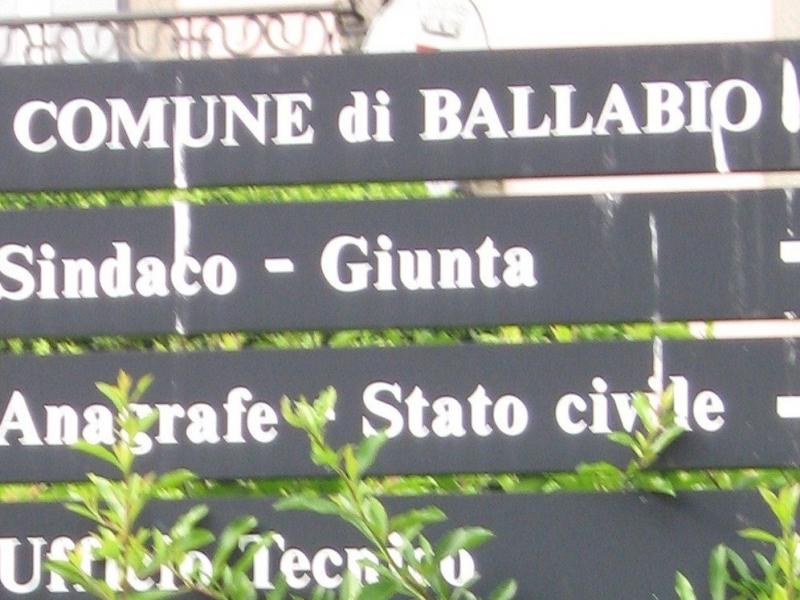 COMUNE di BALLABIO
Sindaco - Giunta -
Anagrafe - Stato civile -
Ufficio Tecnico